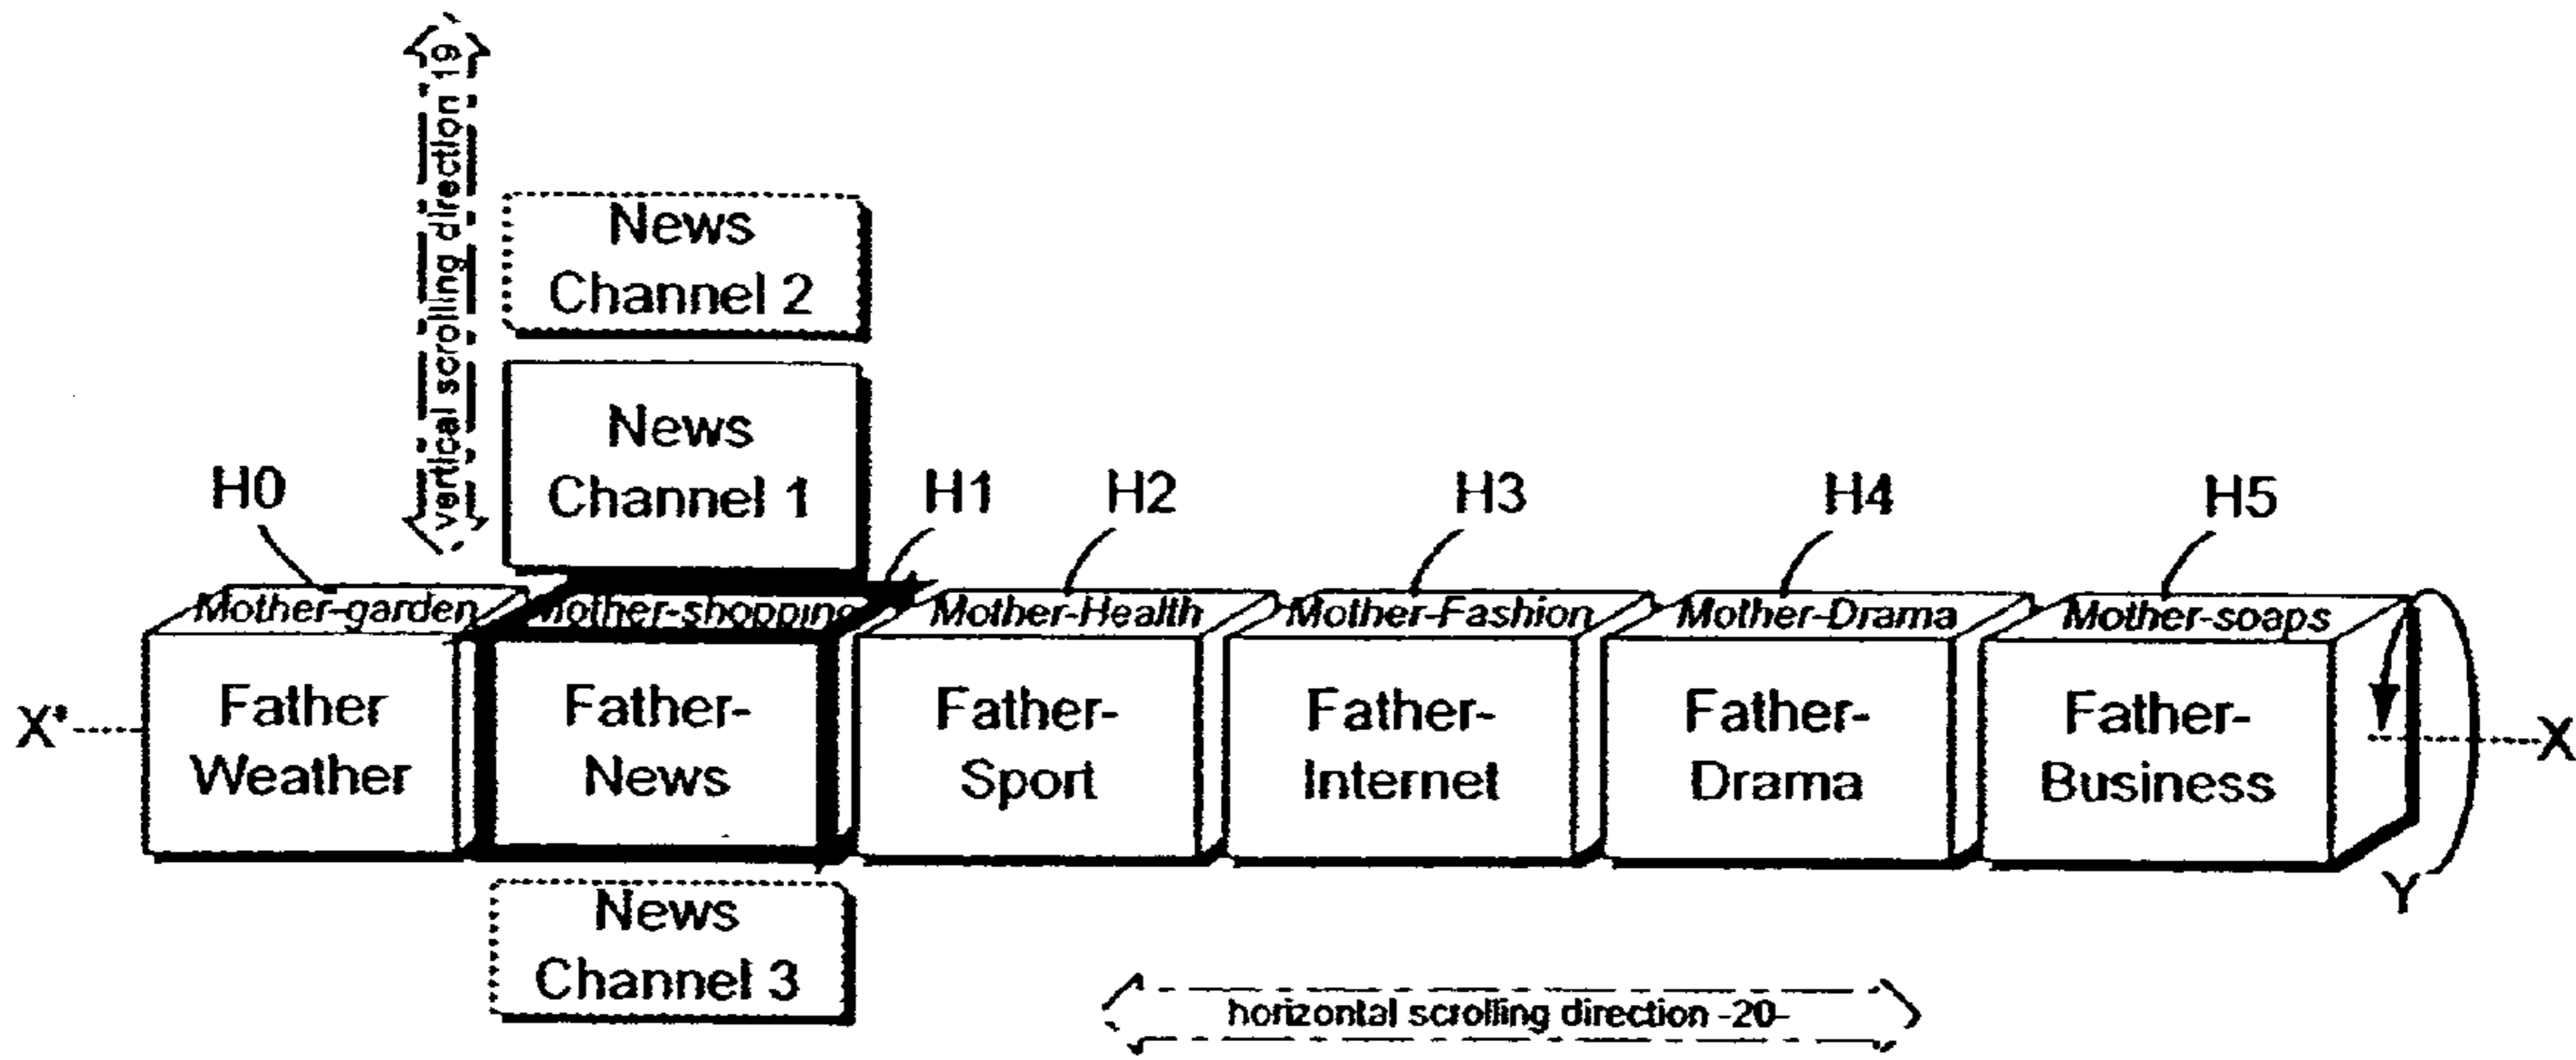 vertical scrolling direction 19
News
Channel 2
News
Channel 1
H0
H1
H2
H3
H4
H5
Mother-garden
Mother-shopping
Mother-Health
Mother-Fashion
Mother-Drama
Mother-soaps
X'
Father
Weather
Father-
News
Father-
Sport
Father-
Internet
Father-
Drama
Father-
Business
X
Y
News
Channel 3
horizontal scrolling direction -20-